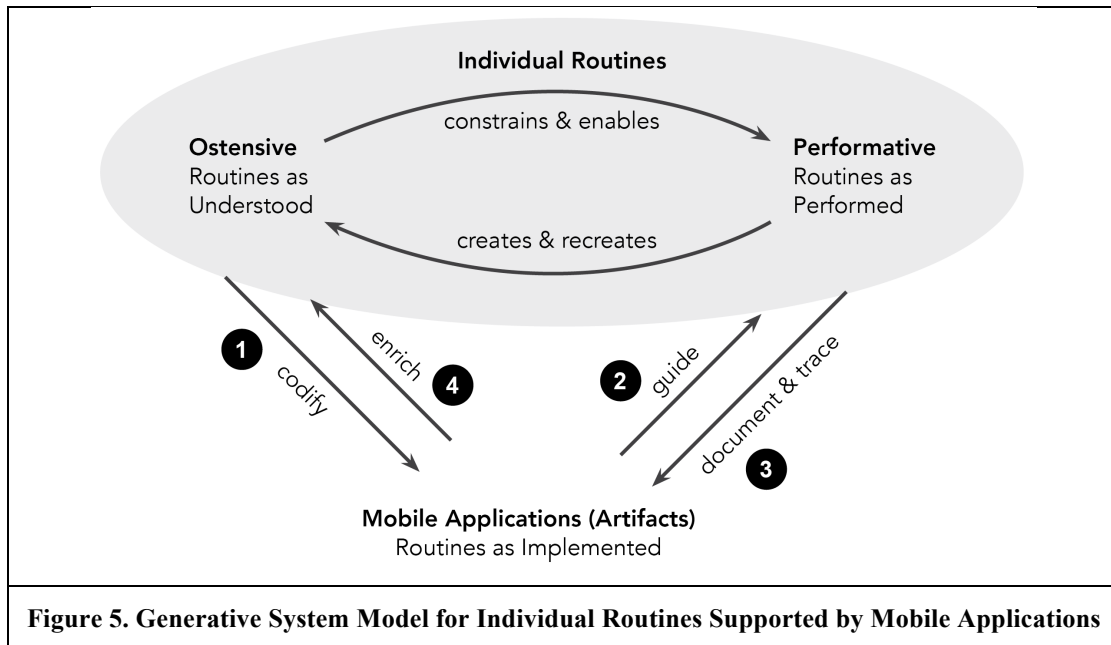 Individual Routines
constrains & enables
Ostensive
Routines as
Understood
Performative
Routines as
Performed
creates & recreates
1
codify
enrich
4
2
guide
document & trace
3
Mobile Applications (Artifacts)
Routines as Implemented
Figure 5. Generative System Model for Individual Routines Supported by Mobile Applications